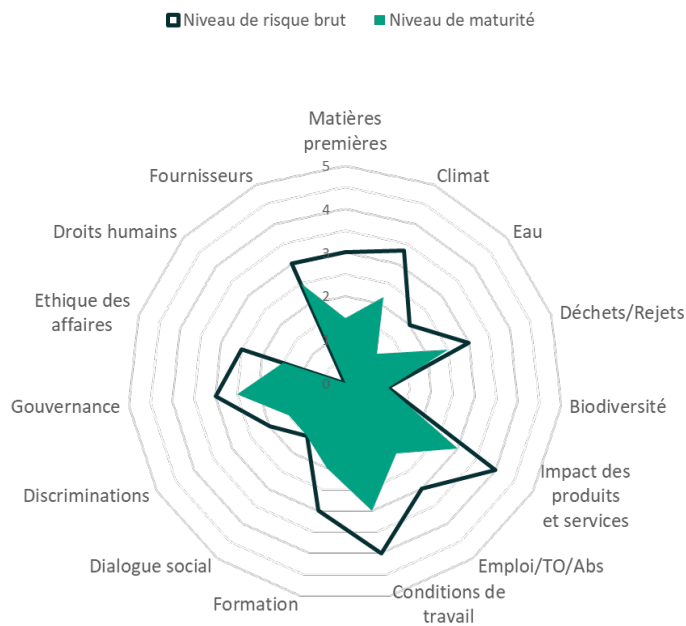 Niveau de risque brut Niveau de maturité
Matières
premières
Climat
Eau
Déchets/Rejets
Biodiversité
Impact des
produits
et services
Emploi/TO/Abs
Conditions de
travail
Formation
Dialogue social
Discriminations
Gouvernance
Ethique des
affaires
Droits humains
Fournisseurs
5
4
3
2
1
0